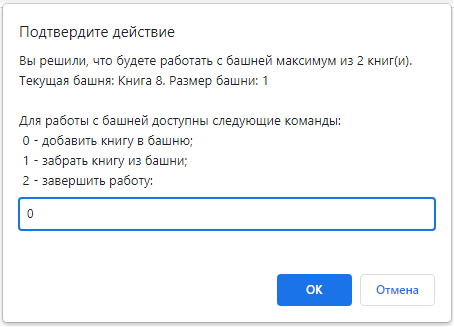 Подтвердите действие
Вы решили, что будете работать с башней максимум из 2 книг(и).
Текущая башня: Книга 8. Размер башни: 1
Для работы с башней доступны следующие команды:
0 - добавить книгу в башню;
1 - забрать книгу из башни;
2 - завершить работу:
0
ОК
Отмена